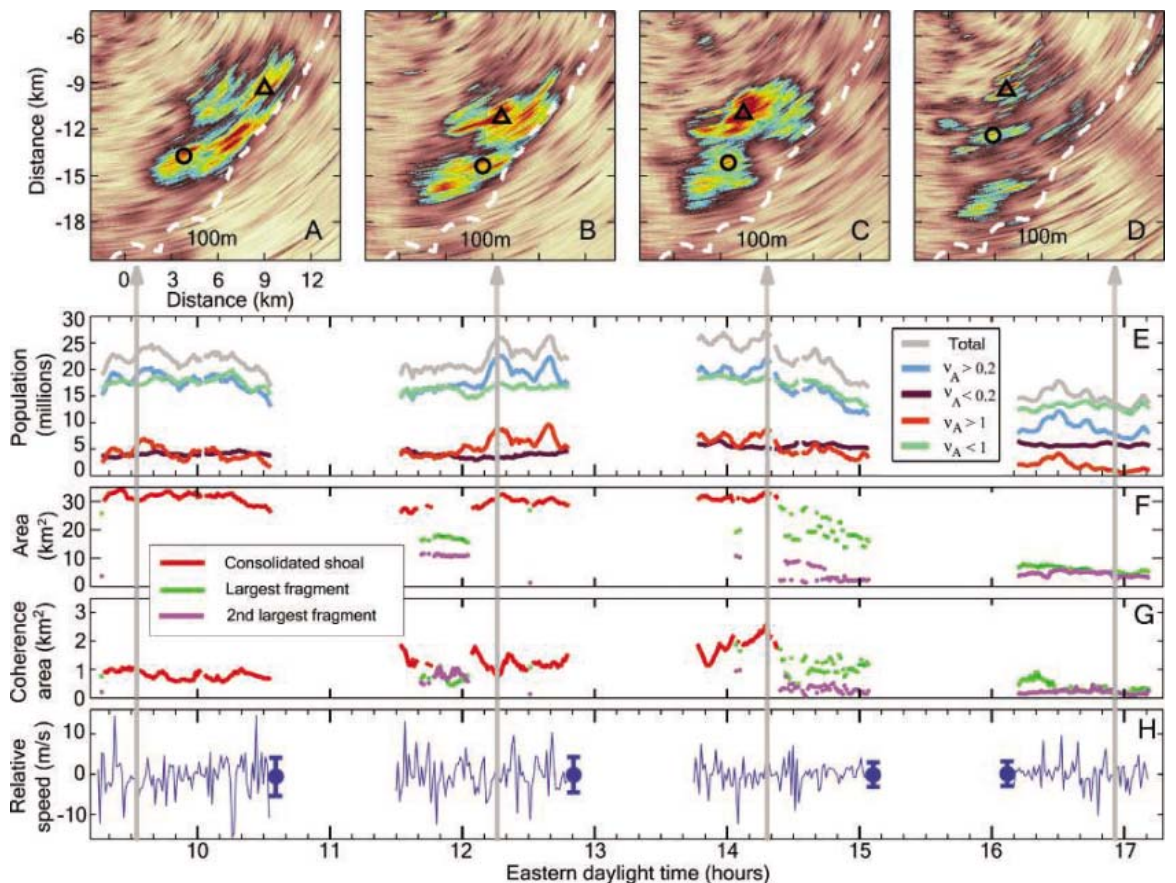 -6
-9
-12
-15
-18
Distance (km)
100m
A
100m
B
100m
C
100m
D
0 3 6 9 12
Distance (km)
30
25
20
15
10
5
0
Population
(millions)
E
Total
νA > 0.2
νA < 0.2
νA > 1
νA < 1
30
20
10
0
Area
(km²)
F
Consolidated shoal
Largest fragment
2nd largest fragment
3
2
1
0
Coherence
area (km²)
G
10
0
-10
Relative
speed (m/s)
H
10 11 12 13 14 15 16 17
Eastern daylight time (hours)